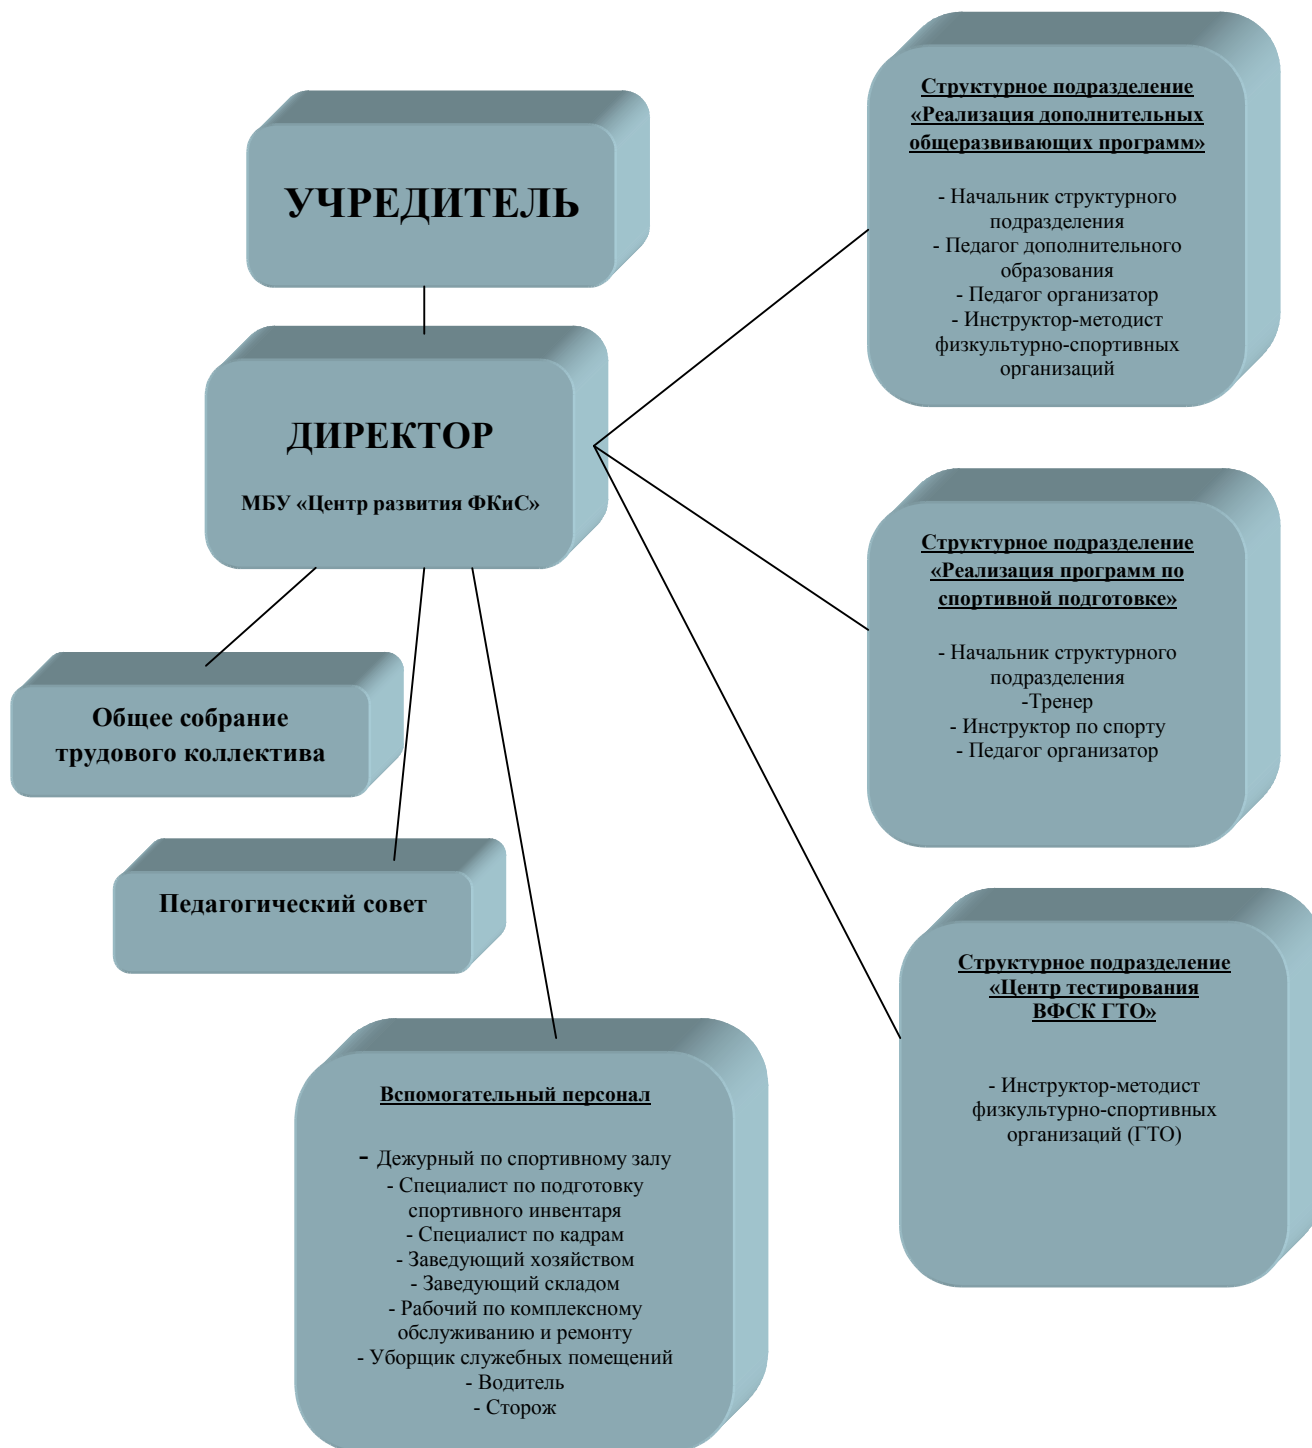 УЧРЕДИТЕЛЬ
ДИРЕКТОР
МБУ «Центр развития ФКиС»
Общее собрание
трудового коллектива
Педагогический совет
Вспомогательный персонал
- Дежурный по спортивному залу
- Специалист по подготовку
спортивного инвентаря
- Специалист по кадрам
- Заведующий хозяйством
- Заведующий складом
- Рабочий по комплексному
обслуживанию и ремонту
- Уборщик служебных помещений
- Водитель
- Сторож
Структурное подразделение
«Реализация дополнительных
общеразвивающих программ»
- Начальник структурного
подразделения
- Педагог дополнительного
образования
- Педагог организатор
- Инструктор-методист
физкультурно-спортивных
организаций
Структурное подразделение
«Реализация программ по
спортивной подготовке»
- Начальник структурного
подразделения
-Тренер
- Инструктор по спорту
- Педагог организатор
Структурное подразделение
«Центр тестирования
ВФСК ГТО»
- Инструктор-методист
физкультурно-спортивных
организаций (ГТО)